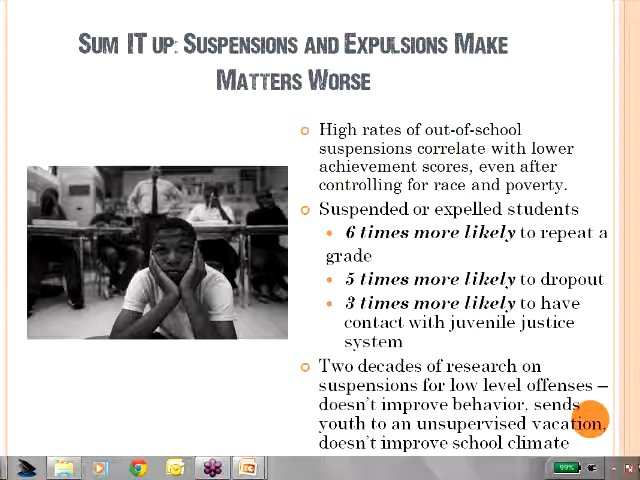 SUM IT UP: SUSPENSIONS AND EXPULSIONS MAKE
MATTERS WORSE
High rates of out-of-school
suspensions correlate with lower
achievement scores, even after
controlling for race and poverty.
Suspended or expelled students
6 times more likely to repeat a
grade
5 times more likely to dropout
3 times more likely to have
contact with juvenile justice
system
Two decades of research on
suspensions for low level offenses –
doesn't improve behavior, sends
youth to an unsupervised vacation,
doesn't improve school climate
99%